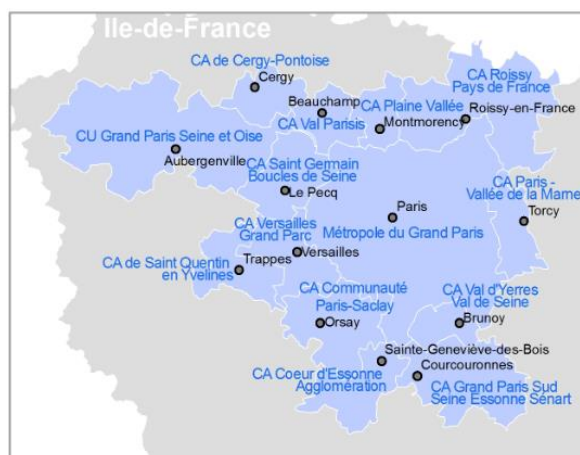 Ile-de-France
CA de Cergy-Pontoise
Cergy
CA Roissy
Pays de France
Roissy-en-France
Beauchamp
CA Val Parisis
CA Plaine Vallée
Montmorency
CU Grand Paris Seine et Oise
Aubergenville
CA Saint Germain
Boucles de Seine
Le Pecq
CA Paris -
Vallée de la Marne
Torcy
Paris
Métropole du Grand Paris
CA Versailles
Grand Parc
Versailles
CA de Saint Quentin
en Yvelines
Trappes
CA Communauté
Paris-Saclay
Orsay
CA Val d'Yerres
Val de Seine
Brunoy
Sainte-Geneviève-des-Bois
CA Coeur d'Essonne
Agglomération
Courcouronnes
CA Grand Paris Sud
Seine Essonne Sénart